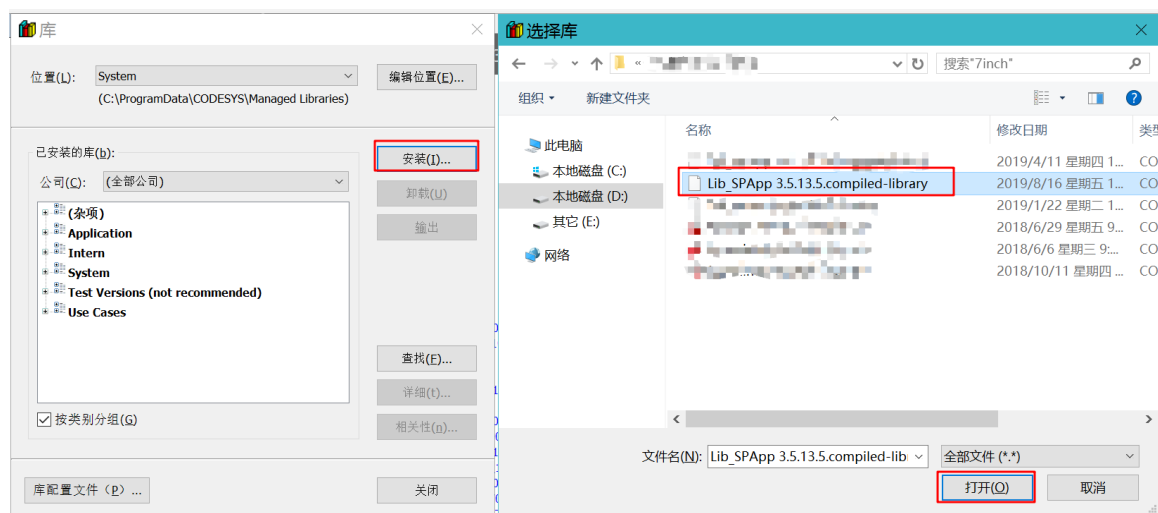 库
位置(L):
System
编辑位置(E)...
(C:\ProgramData\CODESYS\Managed Libraries)
已安装的库(b):
安装(I)...
公司(C):
(全部公司)
卸载(U)
输出
(杂项)
Application
Intern
System
Test Versions (not recommended)
Use Cases
查找(F)...
详细(t)...
相关性(n)...
按类别分组(G)
库配置文件（P）...
关闭
选择库
«
搜索"7inch"
组织
新建文件夹
?
名称
修改日期
此电脑
本地磁盘 (C:)
本地磁盘 (D:)
其它 (E:)
网络
2019/4/11 星期四 1...
CO
Lib_SPApp 3.5.13.5.compiled-library
2019/8/16 星期五 1...
CO
2019/1/22 星期二 1...
CO
2018/6/29 星期五 9...
CO
2018/6/6 星期三 9:...
CO
2018/10/11 星期四 ...
CO
文件名(N):
Lib_SPApp 3.5.13.5.compiled-lib
全部文件 (*.*)
打开(O)
取消